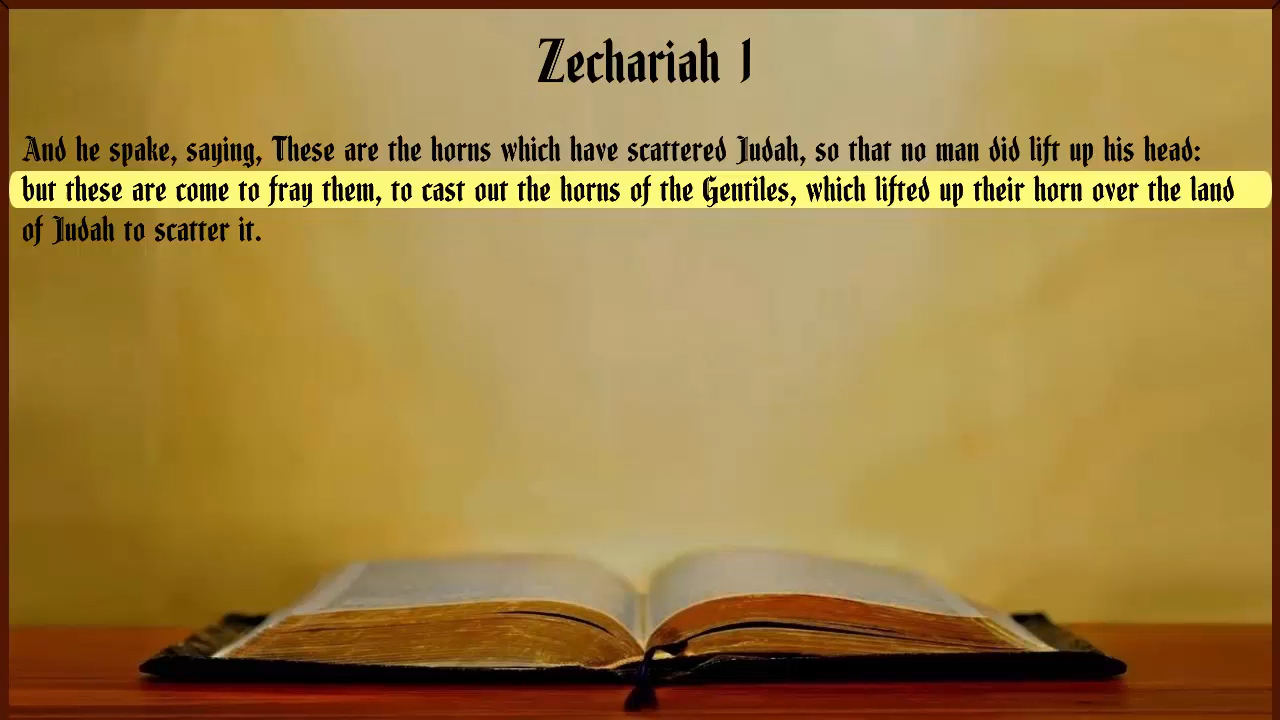 Zechariah 1
And he spake, saying, These are the horns which have scattered Judah, so that no man did lift up his head:
but these are come to fray them, to cast out the horns of the Gentiles, which lifted up their horn over the land
of Judah to scatter it.